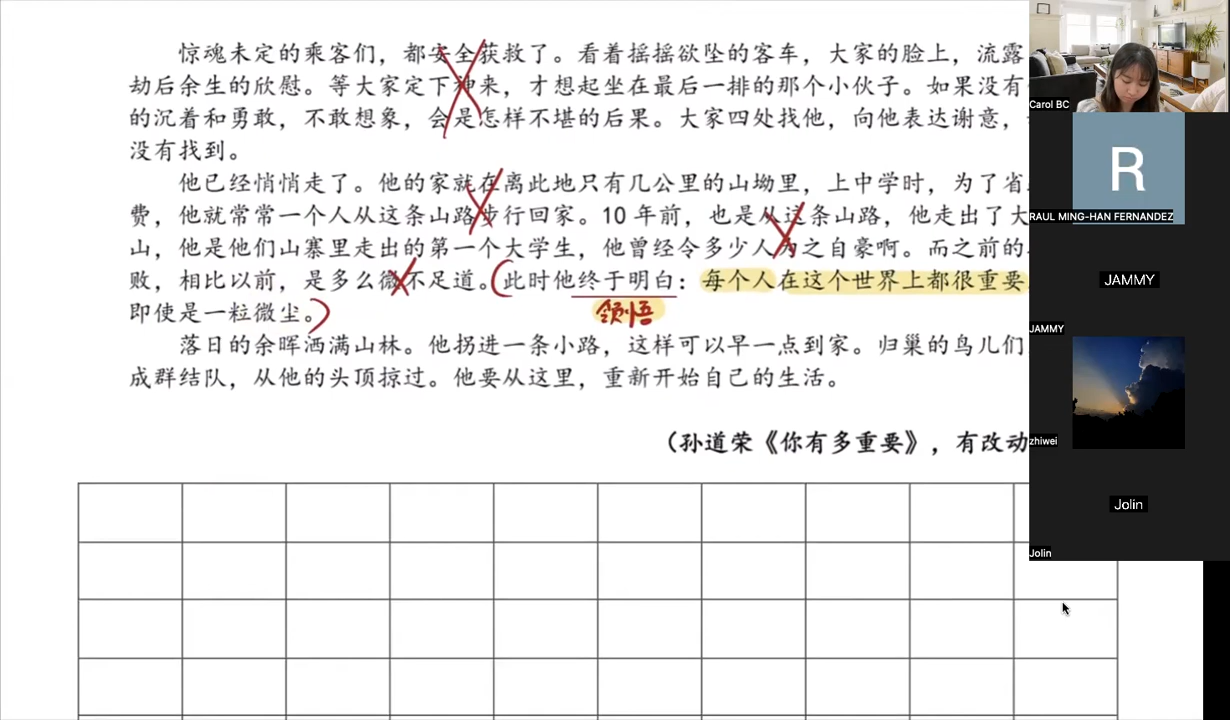 惊魂未定的乘客们，都安全获救了。看着摇摇欲坠的客车，大家的脸上，流露
劫后余生的欣慰。等大家定下神来，才想起坐在最后一排的那个小伙子。如果没有
的沉着和勇敢，不敢想象，会是怎样不堪的后果。大家四处找他，向他表达谢意，
没有找到。
他已经悄悄走了。他的家就在离此地只有几公里的山坳里，上中学时，为了省
费，他就常常一个人从这条山路步行回家。10 年前，也是从这条山路，他走出了大
山，他是他们山寨里走出的第一个大学生，他曾经令多少人为之自豪啊。而之前的
败，相比以前，是多么微不足道。(此时他终于明白：每个人在这个世界上都很重要
即使是一粒微尘。)
领悟
落日的余晖洒满山林。他拐进一条小路，这样可以早一点到家。归巢的鸟儿们
成群结队，从他的头顶掠过。他要从这里，重新开始自己的生活。
（孙道荣《你有多重要》，有改动
Carol BC
R
RAUL MING-HAN FERNANDEZ
JAMMY
JAMMY
zhiwei
Jolin
Jolin